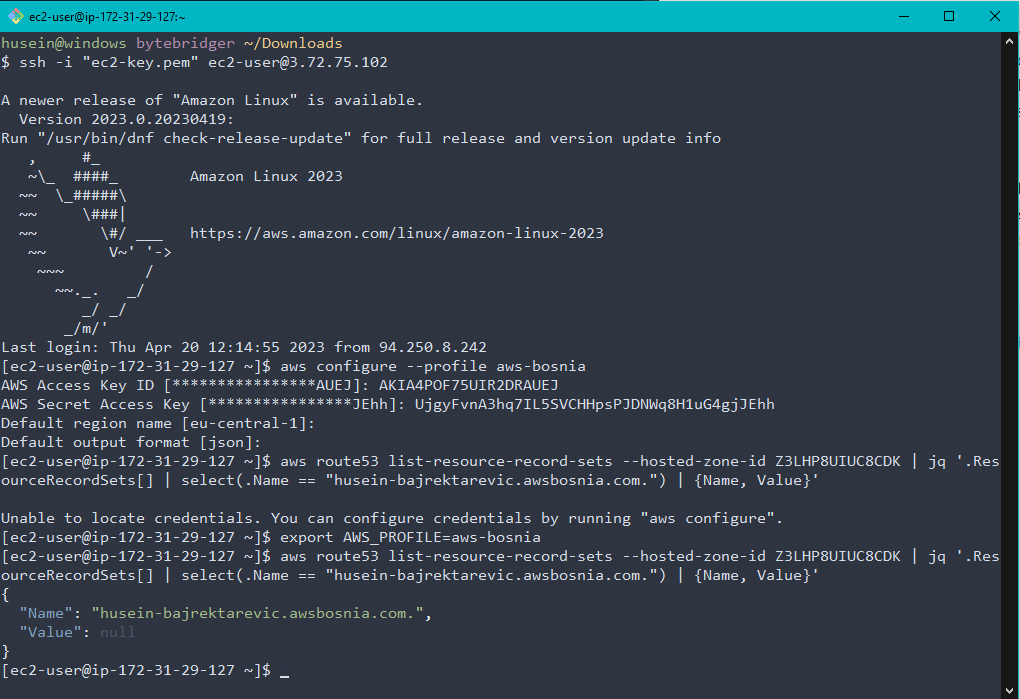 ec2-user@ip-172-31-29-127:~
husein@windows bytebridger ~/Downloads
$ ssh -i "ec2-key.pem" ec2-user@3.72.75.102
A newer release of "Amazon Linux" is available.
  Version 2023.0.20230419:
Run "/usr/bin/dnf check-release-update" for full release and version update info
   ,     #_
   ~\_  ####_        Amazon Linux 2023
  ~~  \_#####\
  ~~     \###|
  ~~       \#/ ___   https://aws.amazon.com/linux/amazon-linux-2023
   ~~       V~' '->
    ~~~         /
      ~~._.   _/
         _/ _/
       _/m/'
Last login: Thu Apr 20 12:14:55 2023 from 94.250.8.242
[ec2-user@ip-172-31-29-127 ~]$ aws configure --profile aws-bosnia
AWS Access Key ID [****************AUEJ]: AKIA4POF75UIR2DRAUEJ
AWS Secret Access Key [****************JEhh]: 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
Default region name [eu-central-1]:
Default output format [json]:
[ec2-user@ip-172-31-29-127 ~]$ aws route53 list-resource-record-sets --hosted-zone-id Z3LHP8UIUC8CDK | jq '.Res
ourceRecordSets[] | select(.Name == "husein-bajrektarevic.awsbosnia.com.") | {Name, Value}'
Unable to locate credentials. You can configure credentials by running "aws configure".
[ec2-user@ip-172-31-29-127 ~]$ export AWS_PROFILE=aws-bosnia
[ec2-user@ip-172-31-29-127 ~]$ aws route53 list-resource-record-sets --hosted-zone-id Z3LHP8UIUC8CDK | jq '.Res
ourceRecordSets[] | select(.Name == "husein-bajrektarevic.awsbosnia.com.") | {Name, Value}'
{
  "Name": "husein-bajrektarevic.awsbosnia.com.",
  "Value": null
}
[ec2-user@ip-172-31-29-127 ~]$ _